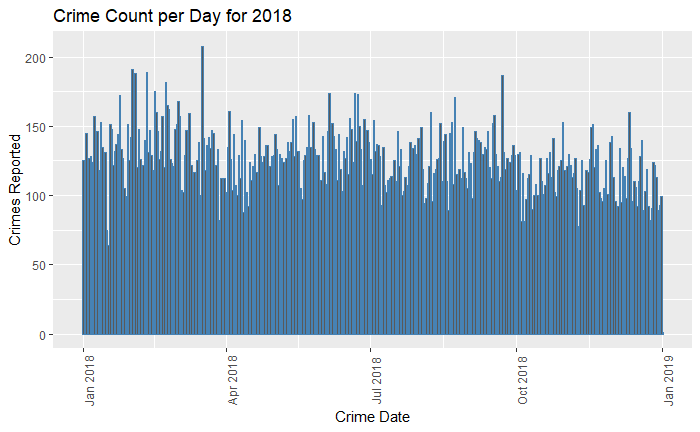 Crime Count per Day for 2018
Crimes Reported
200
150
100
50
0
Jan 2018
Apr 2018
Jul 2018
Oct 2018
Jan 2019
Crime Date